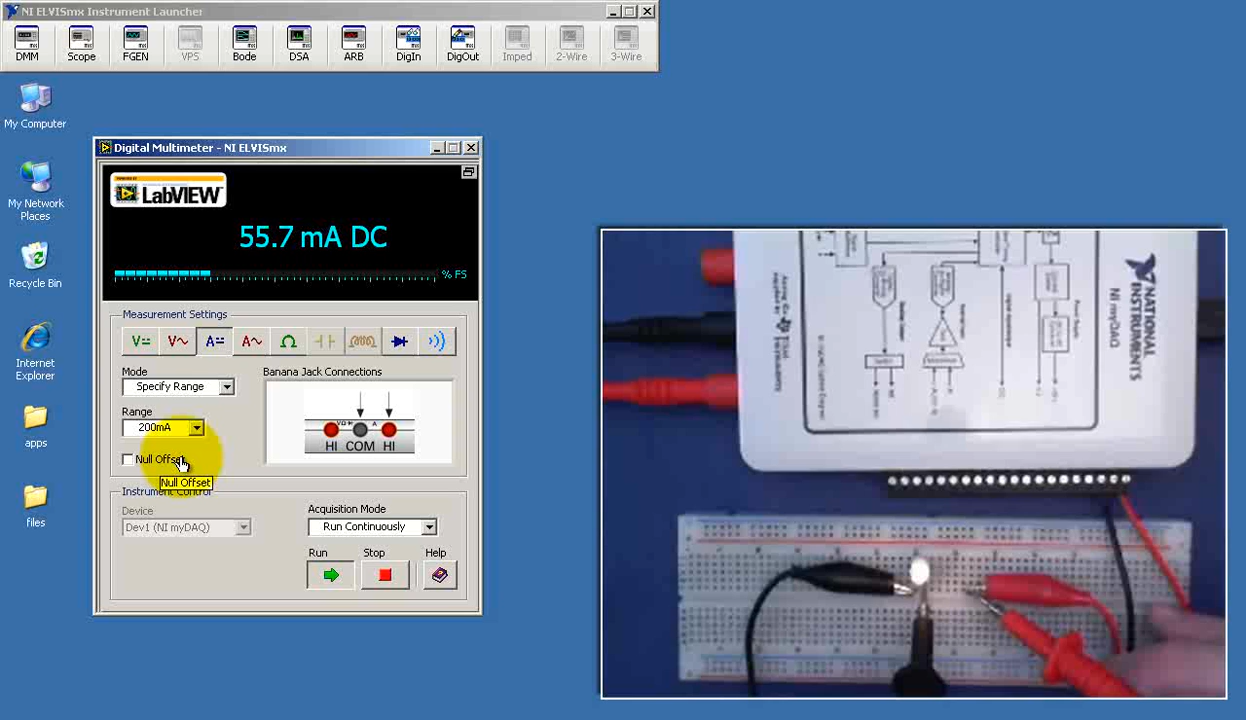 NI ELVISmx Instrument Launcher
DMM Scope FGEN VPS Bode DSA ARB DigIn DigOut Imped 2-Wire 3-Wire
My Computer
My Network
Places
Recycle Bin
Internet
Explorer
apps
files
Digital Multimeter - NI ELVISmx
LabVIEW
55.7 mA DC
% FS
Measurement Settings
V A
Mode
Specify Range
Banana Jack Connections
Range
200mA
HI COM HI
Null Offset
Null Offset
Instrument Control
Device
Dev1 (NI myDAQ)
Acquisition Mode
Run Continuously
Run Stop Help
NATIONAL
INSTRUMENTS
NI myDAQ